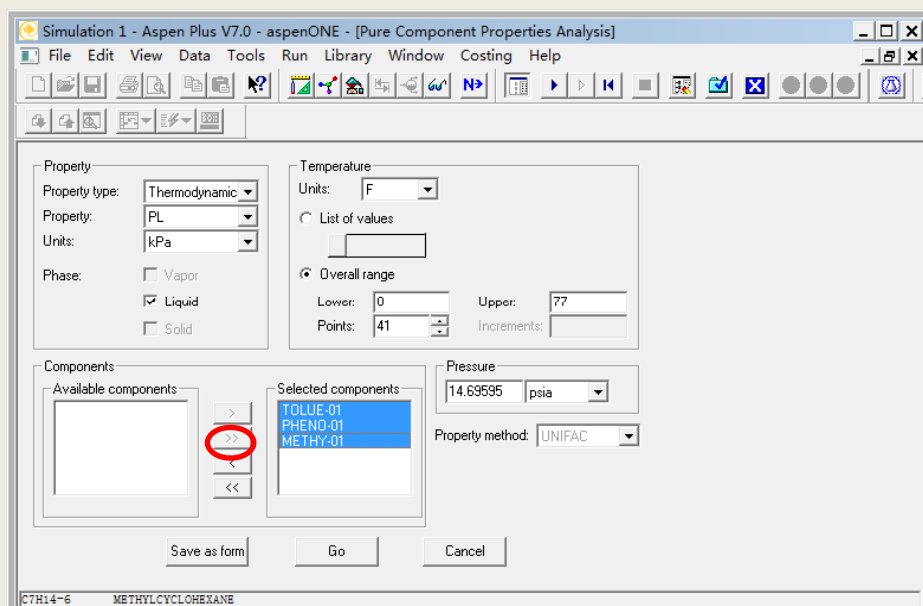 Simulation 1 - Aspen Plus V7.0 - aspenONE - [Pure Component Properties Analysis]
File Edit View Data Tools Run Library Window Costing Help
N>
Property
Property type: Thermodynamic
Property: PL
Units: kPa
Phase: Vapor
Liquid
Solid
Temperature
Units: F
List of values
Overall range
Lower: 0 Upper: 77
Points: 41 Increments:
Components
Available components
>
>>
<
<<
Selected components
TOLUE-01
PHENO-01
METHY-01
Pressure
14.69595 psia
Property method: UNIFAC
Save as form Go Cancel
C7H14-6 METHYLCYCLOHEXANE